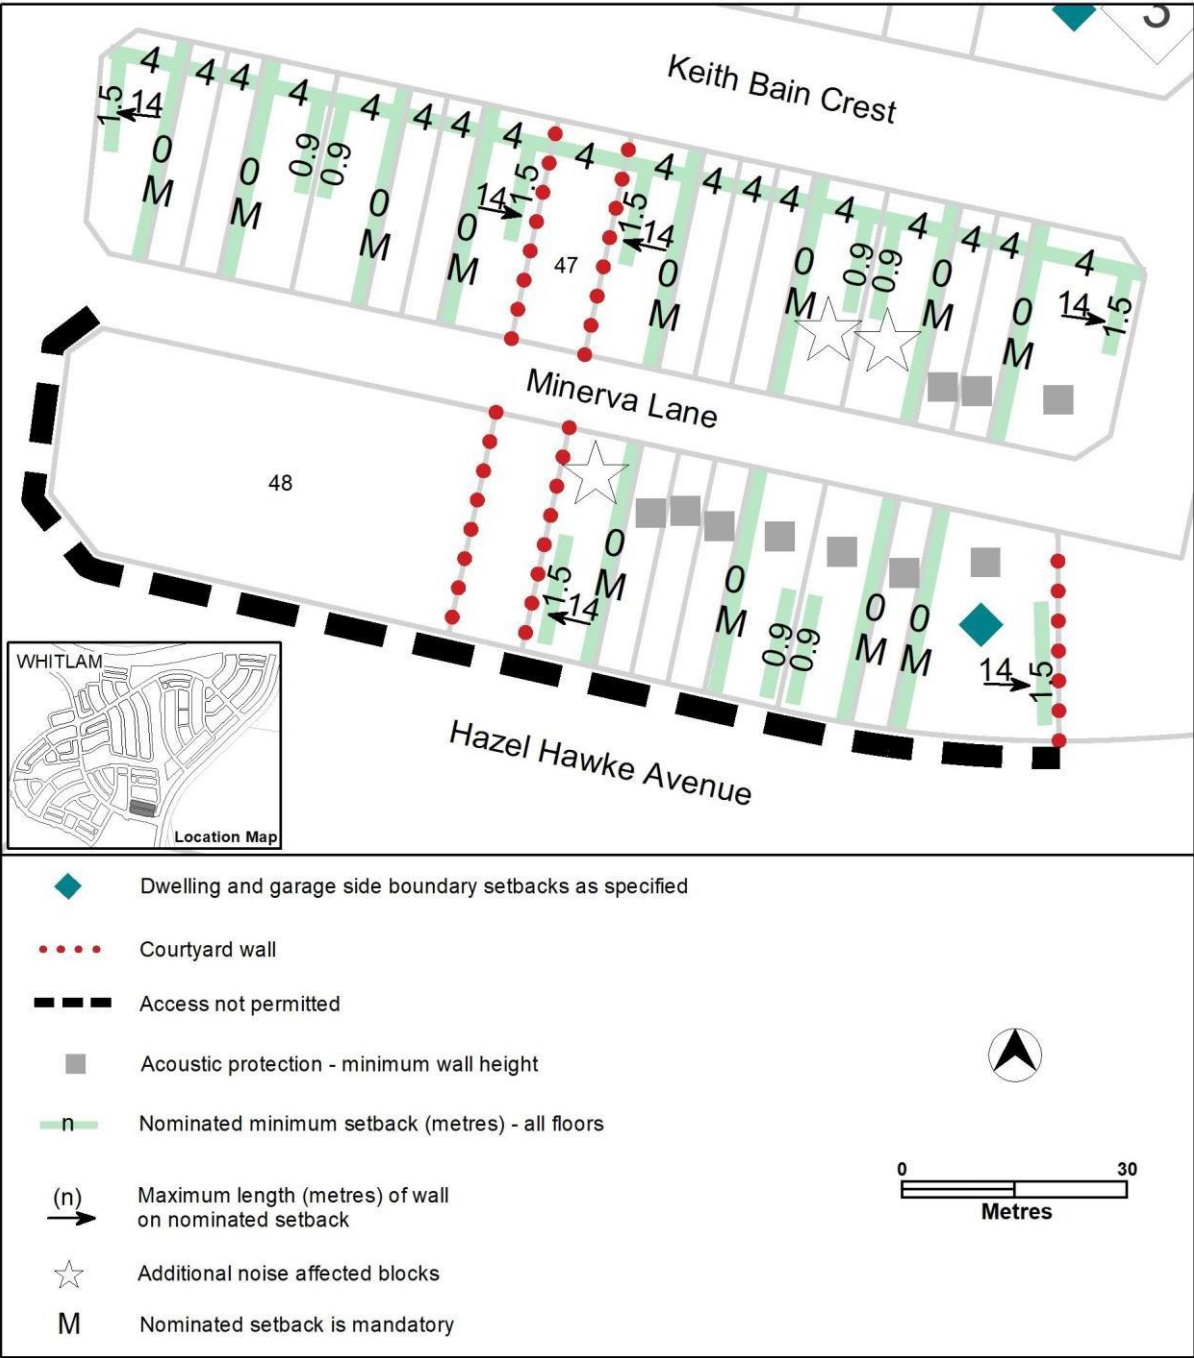 3
Keith Bain Crest
4 4 4 4 4 4 4 4 4 4 4 4 4 4 4 4 4 4
1.5 14
0.9 0.9
14 1.5
1.5 14
0.9 0.9
14 1.5
0 M
0 M
0 M
0 M
0 M
0 M
0 M
0 M
47
Minerva Lane
48
1.5 14
0 M
0 M
0.9 0.9
0 M
0 M
14 1.5
Hazel Hawke Avenue
WHITLAM
Location Map
Dwelling and garage side boundary setbacks as specified
Courtyard wall
Access not permitted
Acoustic protection - minimum wall height
n Nominated minimum setback (metres) - all floors
(n) Maximum length (metres) of wall
on nominated setback
Additional noise affected blocks
M Nominated setback is mandatory
0 30
Metres